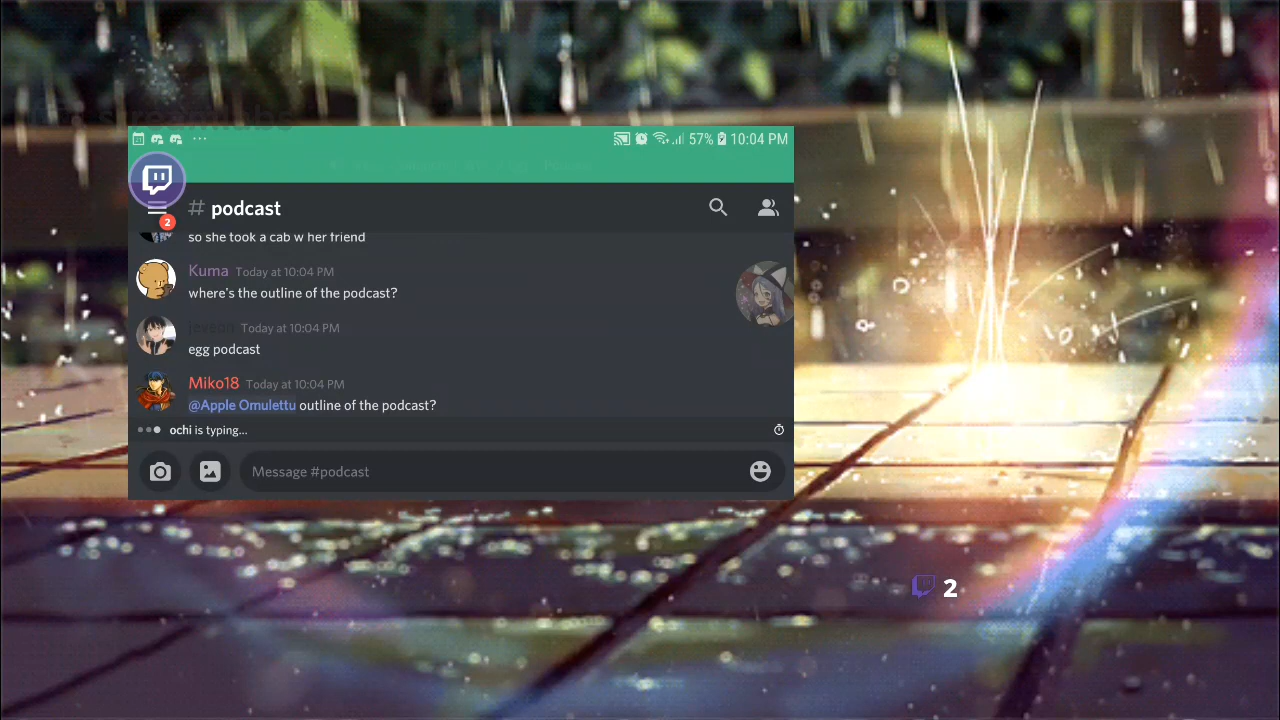 57% 10:04 PM
2
# podcast
so she took a cab w her friend
Kuma Today at 10:04 PM
where's the outline of the podcast?
Today at 10:04 PM
egg podcast
Miko18 Today at 10:04 PM
@Apple Omulettu outline of the podcast?
ochi is typing...
Message #podcast
2